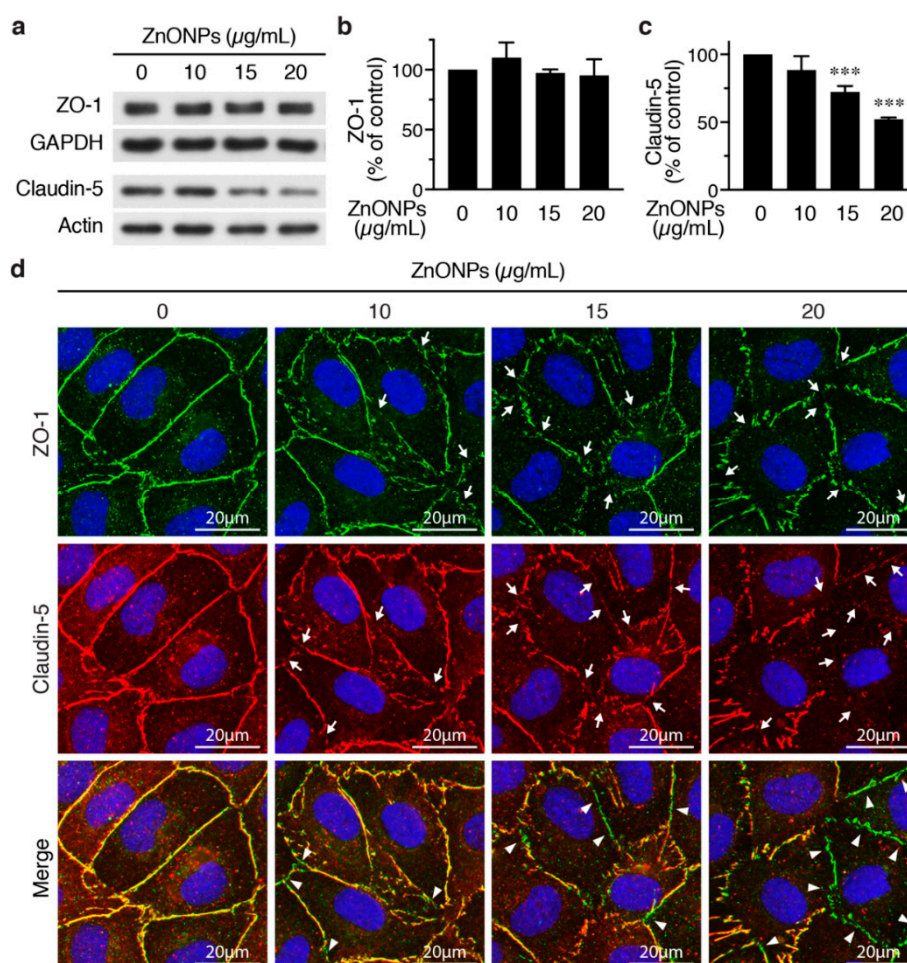 a
ZnONPs (µg/mL)
0 10 15 20
ZO-1
GAPDH
Claudin-5
Actin
b
ZO-1
(% of control)
100
50
0
ZnONPs
(µg/mL)
0 10 15 20
c
Claudin-5
(% of control)
100
50
0
***
***
ZnONPs
(µg/mL)
0 10 15 20
d
ZnONPs (µg/mL)
0 10 15 20
ZO-1
20µm 20µm 20µm 20µm
Claudin-5
20µm 20µm 20µm 20µm
Merge
20µm 20µm 20µm 20µm